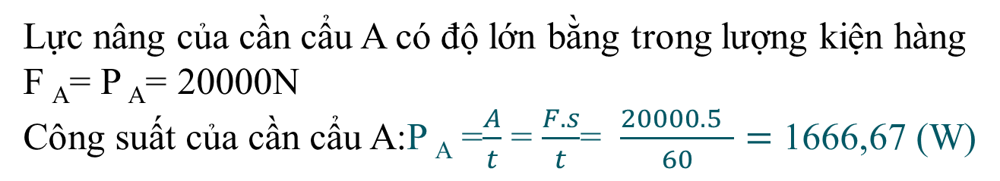 Lực nâng của cần cẩu A có độ lớn bằng trong lượng kiện hàng
F A= P A= 20000N
Công suất của cần cẩu A:P A =A/t = F.s/t= 20000.5/60 = 1666,67 (W)